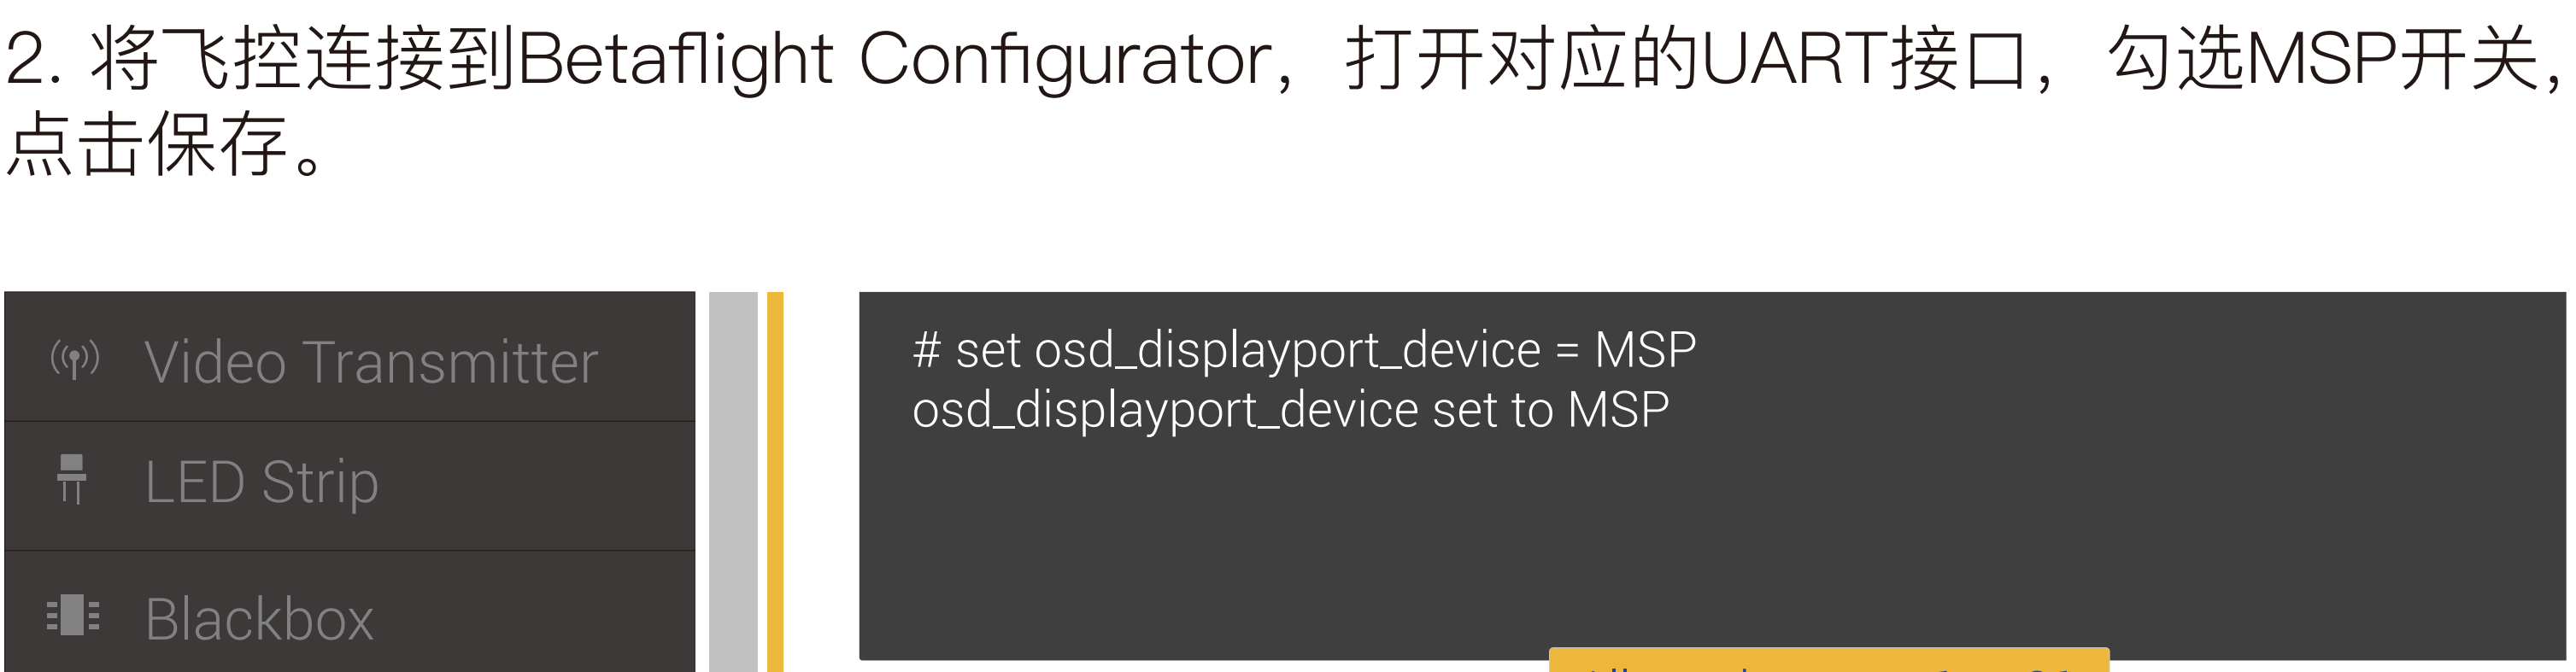 2. 将飞控连接到Betaflight Configurator，打开对应的UART接口，勾选MSP开关，
点击保存。
Video Transmitter
LED Strip
Blackbox
# set osd_displayport_device = MSP
osd_displayport_device set to MSP